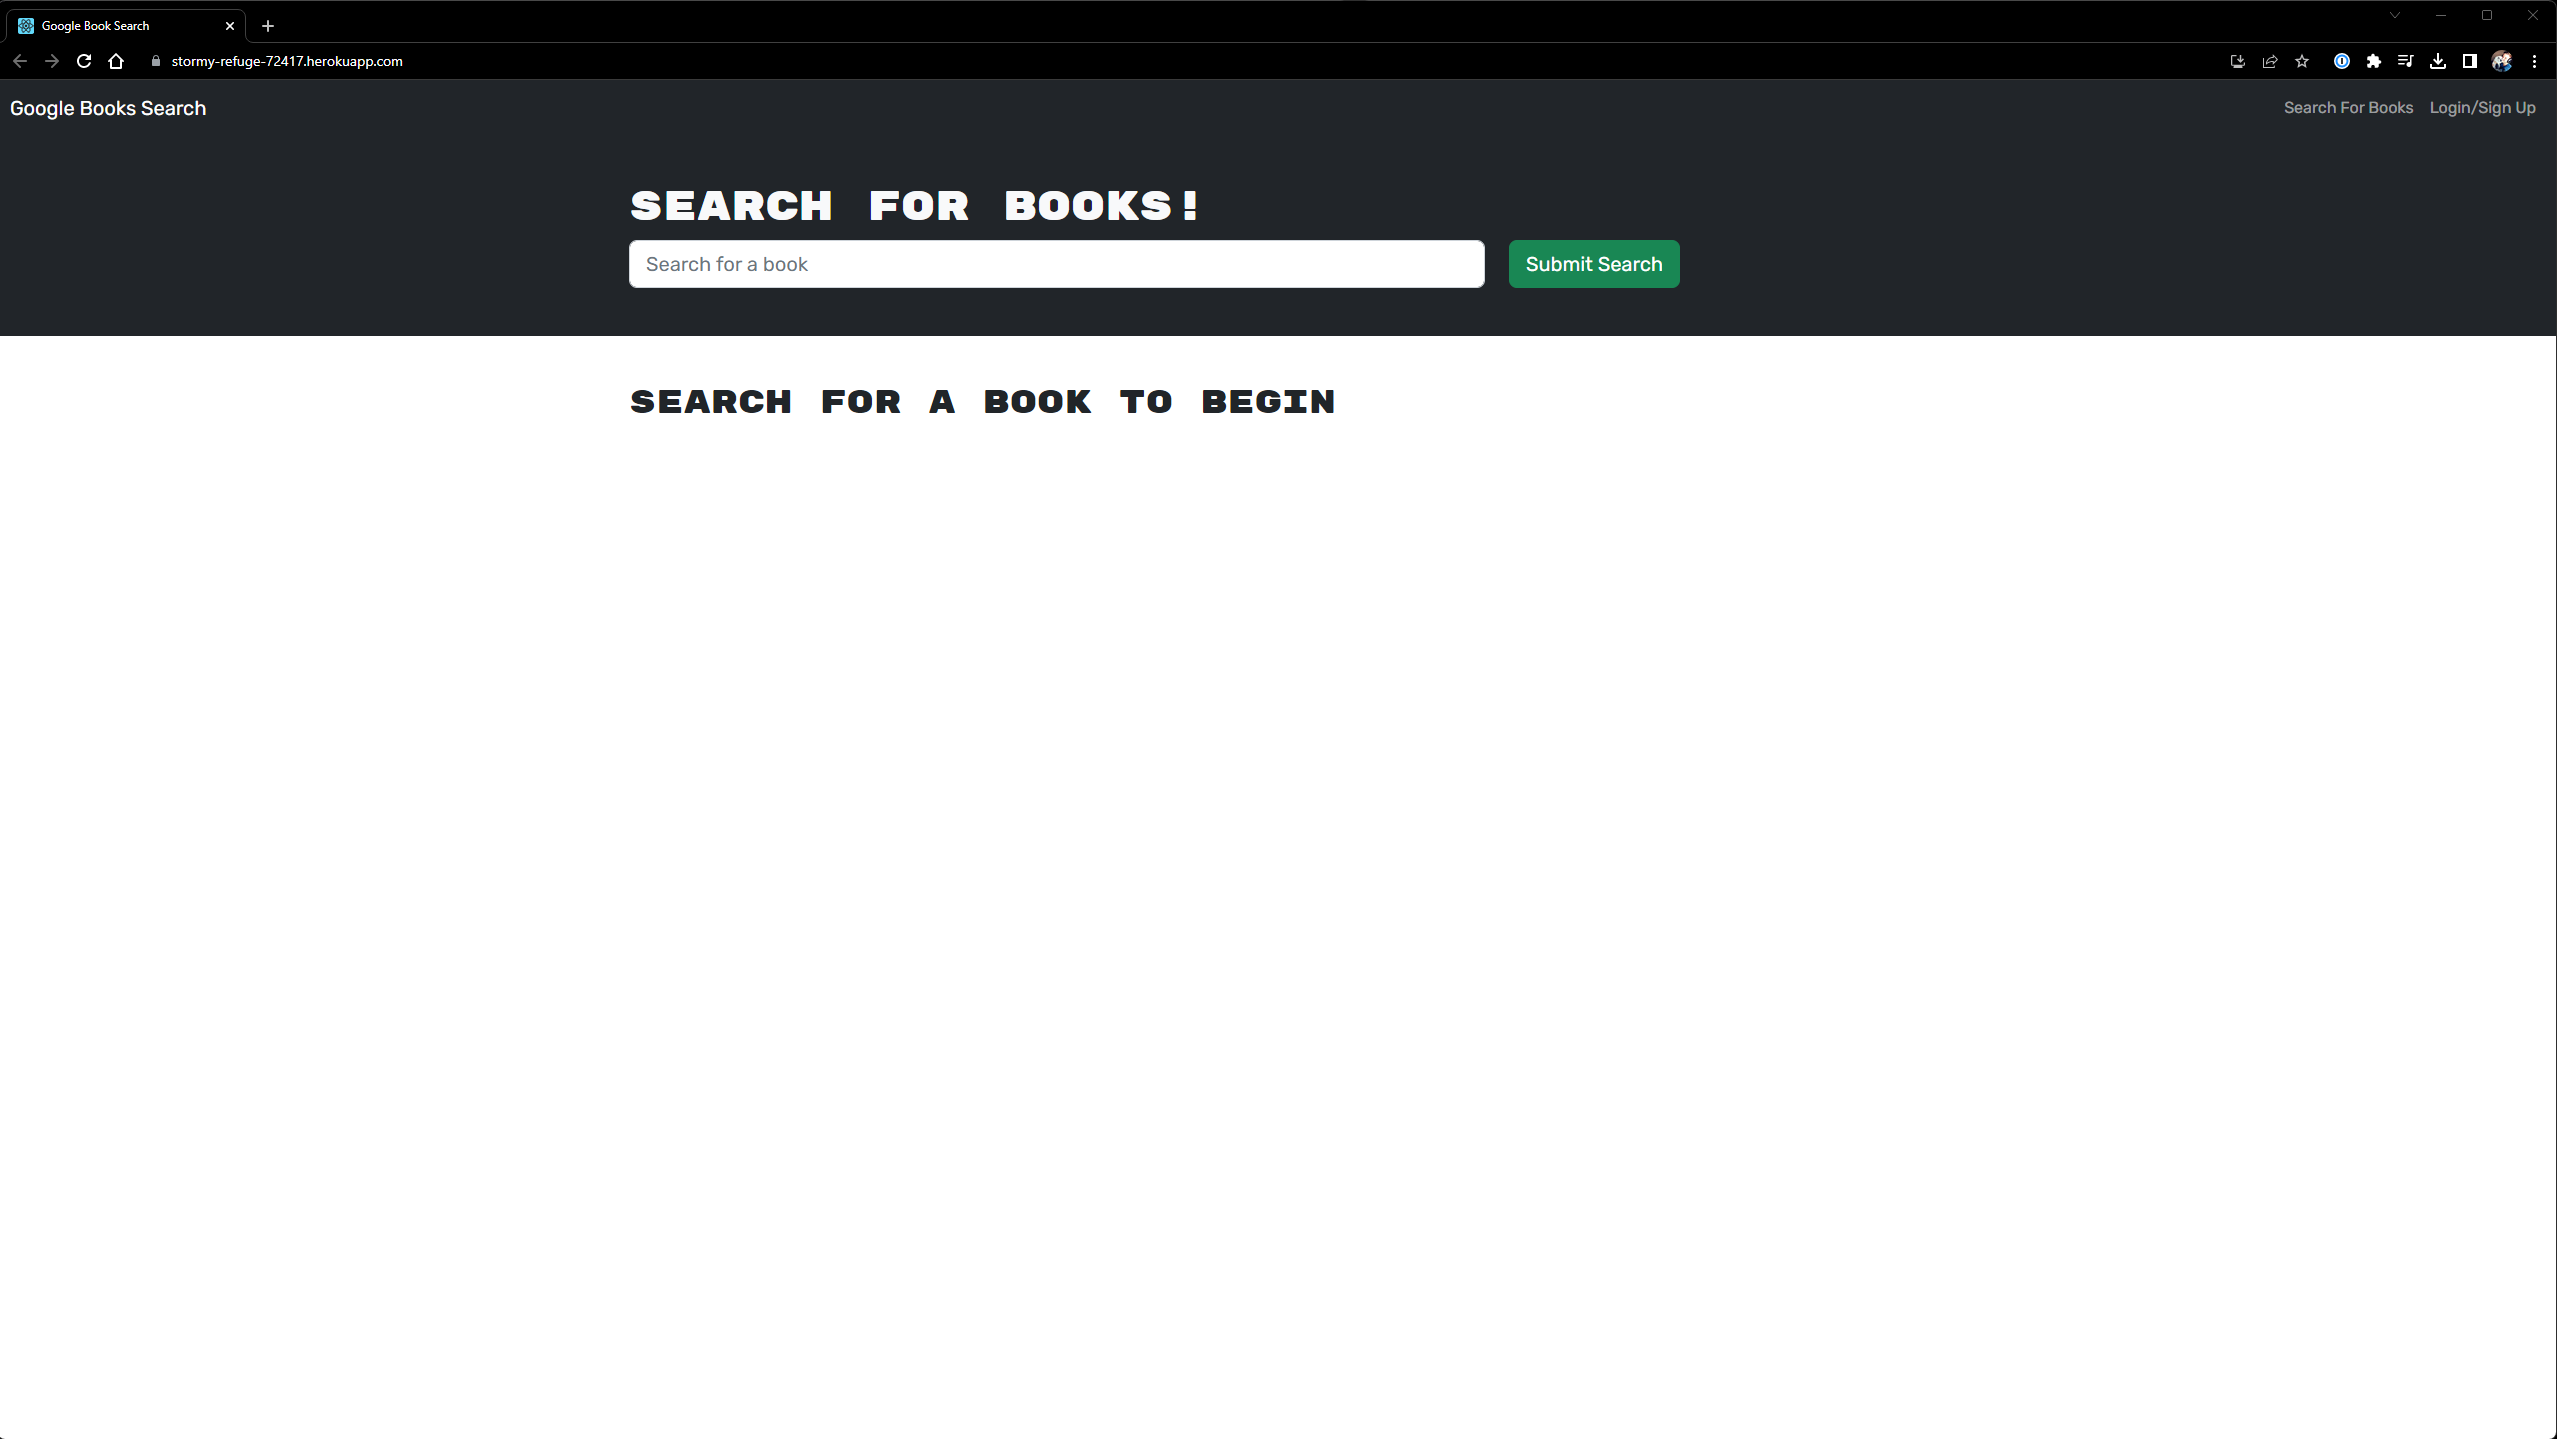 Google Book Search
stormy-refuge-72417.herokuapp.com
Google Books Search
Search For Books
Login/Sign Up
SEARCH FOR BOOKS!
Search for a book
Submit Search
SEARCH FOR A BOOK TO BEGIN